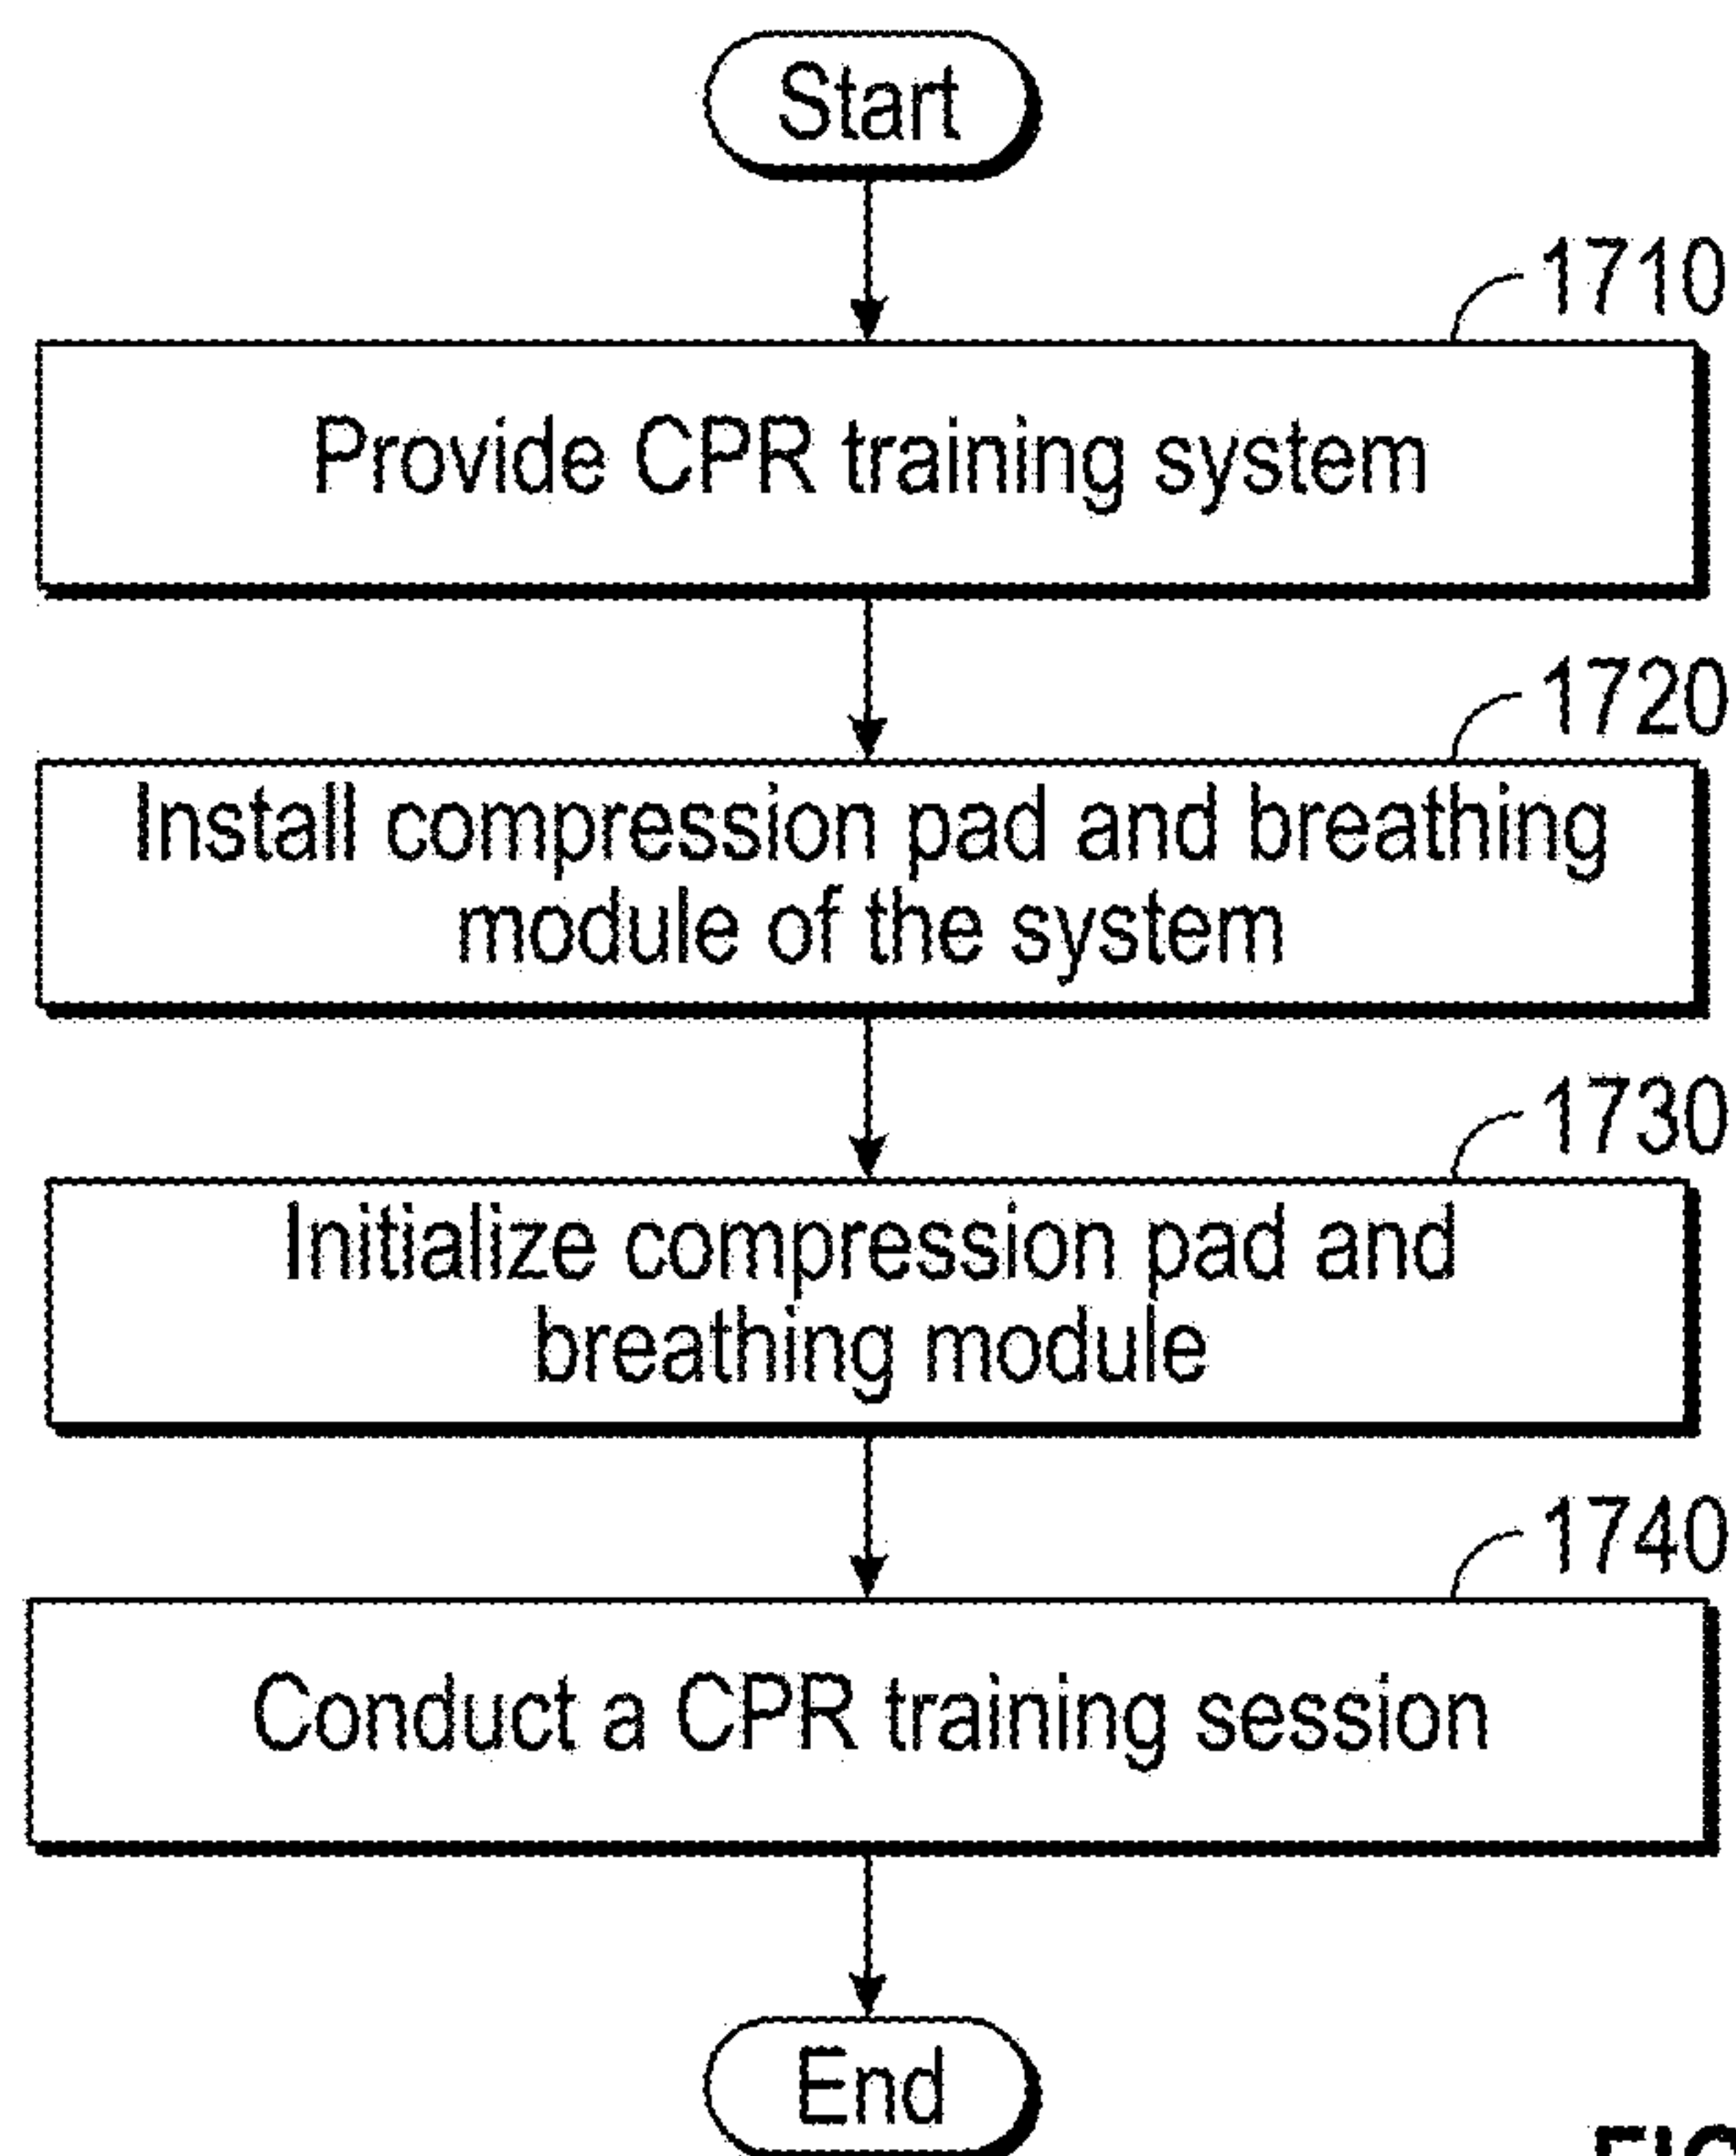 Start
1710
Provide CPR training system
1720
Install compression pad and breathing
module of the system
1730
Initialize compression pad and
breathing module
1740
Conduct a CPR training session
End